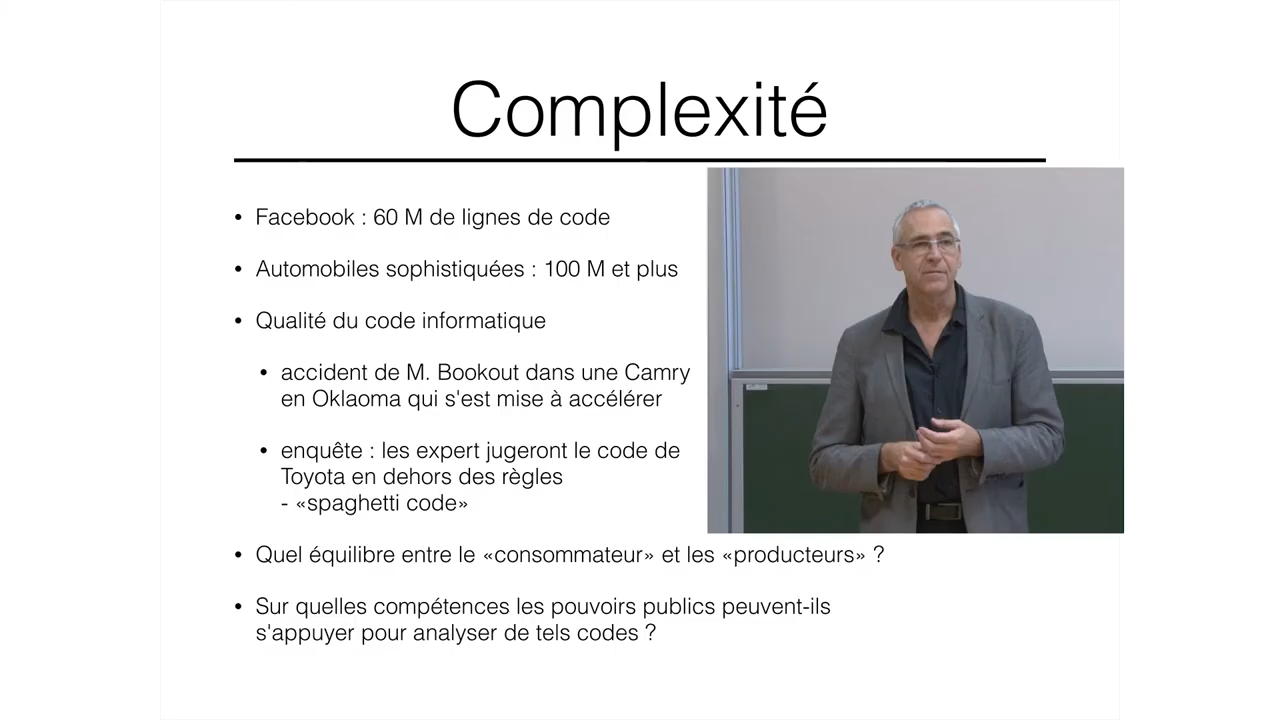 Complexité
• Facebook : 60 M de lignes de code
• Automobiles sophistiquées : 100 M et plus
• Qualité du code informatique
• accident de M. Bookout dans une Camry
en Oklaoma qui s'est mise à accélérer
• enquête : les expert jugeront le code de
Toyota en dehors des règles
- «spaghetti code»
• Quel équilibre entre le «consommateur» et les «producteurs» ?
• Sur quelles compétences les pouvoirs publics peuvent-ils
s'appuyer pour analyser de tels codes ?